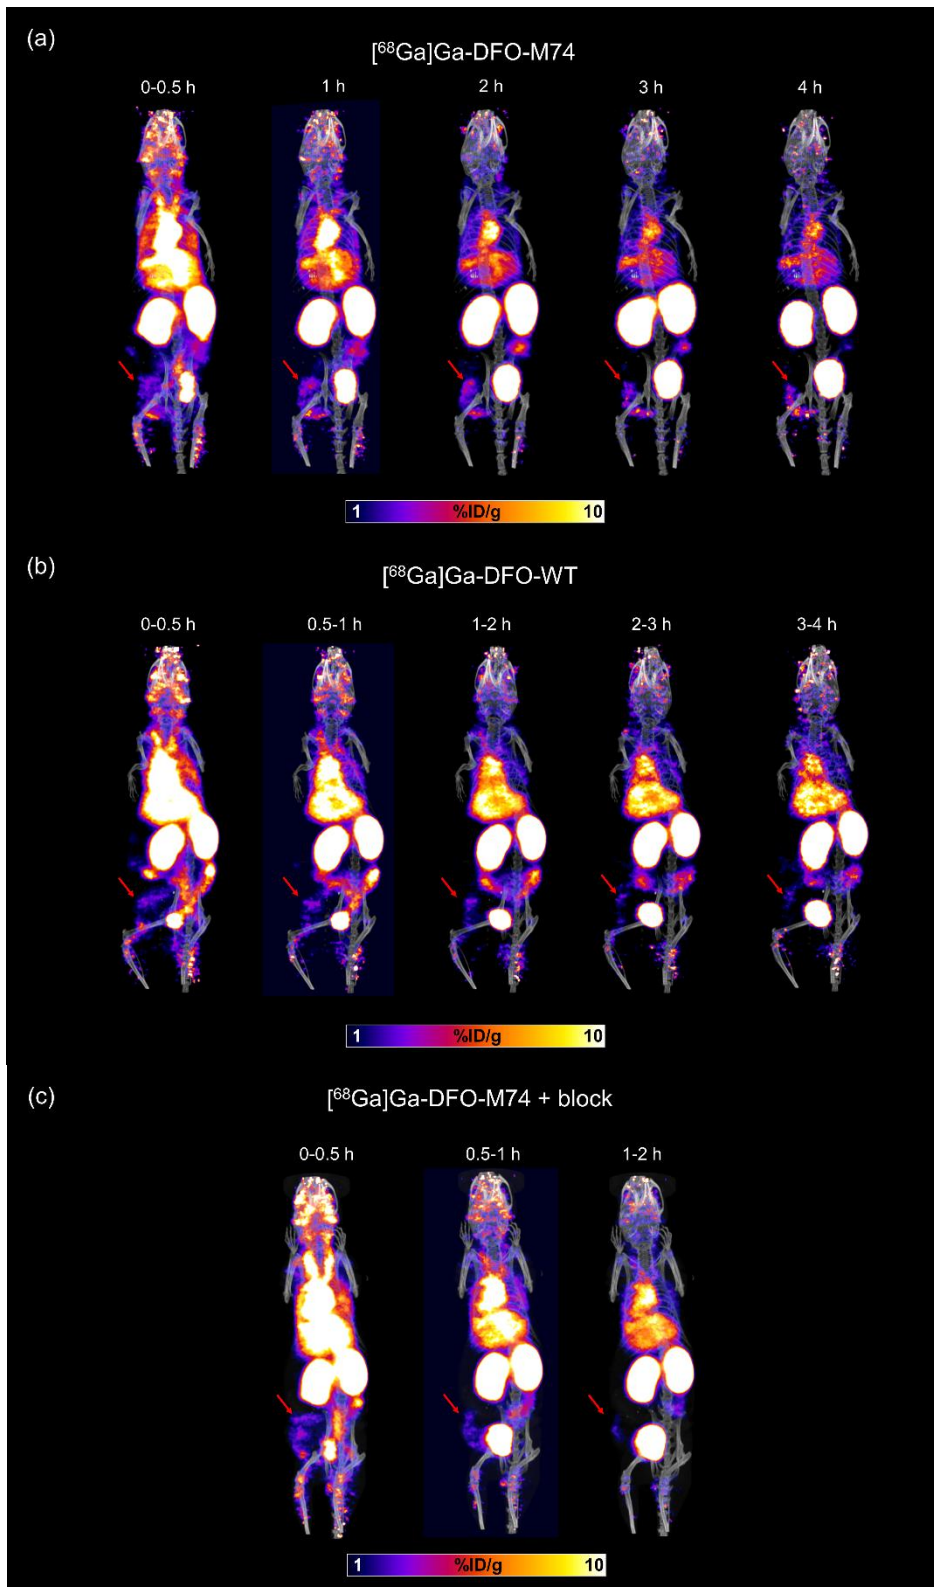 (a)
[⁶⁸Ga]Ga-DFO-M74
0-0.5 h 1 h 2 h 3 h 4 h
1 %ID/g 10
(b)
[⁶⁸Ga]Ga-DFO-WT
0-0.5 h 0.5-1 h 1-2 h 2-3 h 3-4 h
1 %ID/g 10
(c)
[⁶⁸Ga]Ga-DFO-M74 + block
0-0.5 h 0.5-1 h 1-2 h
1 %ID/g 10